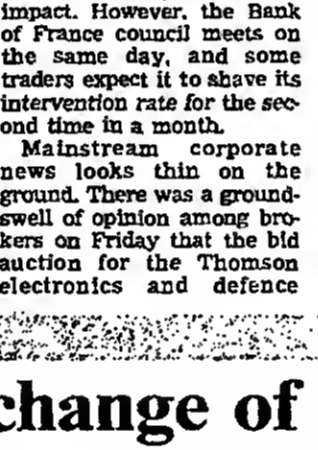 impact. However, the Bank
of France council meets on
the same day, and some
traders expect it to shave its
intervention rate for the sec-
ond time in a month.
Mainstream corporate
news looks thin on the
ground. There was a ground-
swell of opinion among bro-
kers on Friday that the bid
auction for the Thomson
electronics and defence
change of